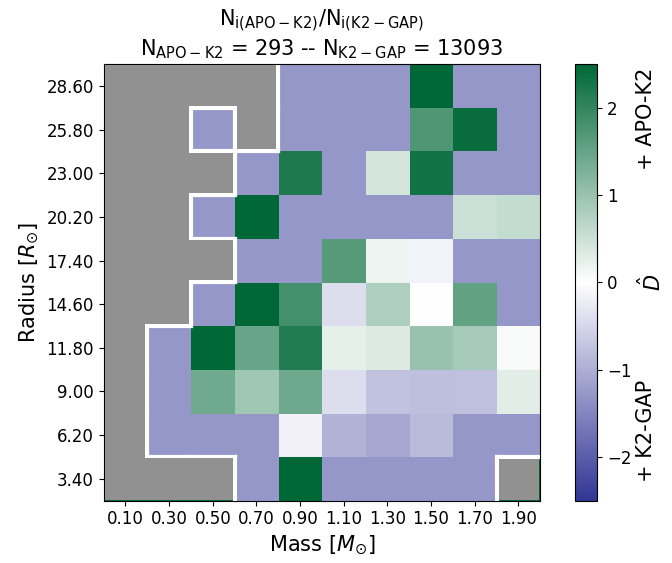 N_i(APO−K2)/N_i(K2−GAP)
N_APO−K2 = 293 -- N_K2−GAP = 13093
28.60
25.80
23.00
20.20
17.40
14.60
11.80
9.00
6.20
3.40
Radius [R⊙]
0.10 0.30 0.50 0.70 0.90 1.10 1.30 1.50 1.70 1.90
Mass [M⊙]
2
1
0
−1
−2
+ K2-GAP D̂ + APO-K2